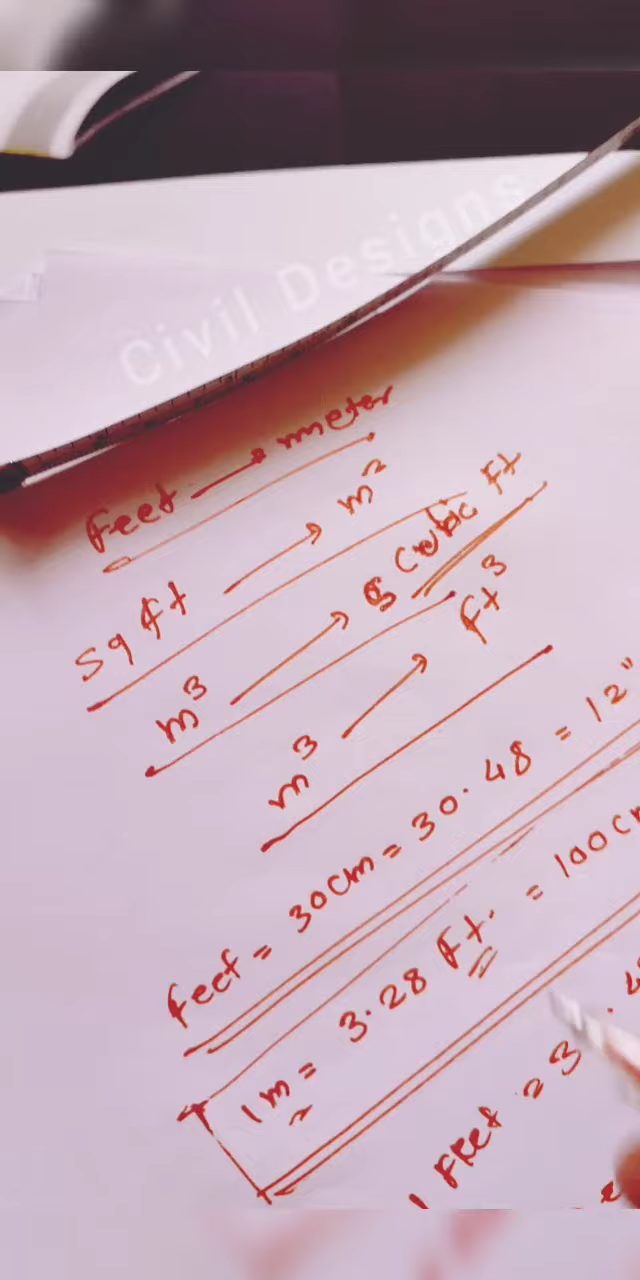 Civil Designs
Feet → meter
Sq ft → m²
m³ → Cubic ft
m³ → ft³
Feet = 30cm = 30.48 = 12"
1m = 3.28 Ft. = 100cm
1 Feet = 3